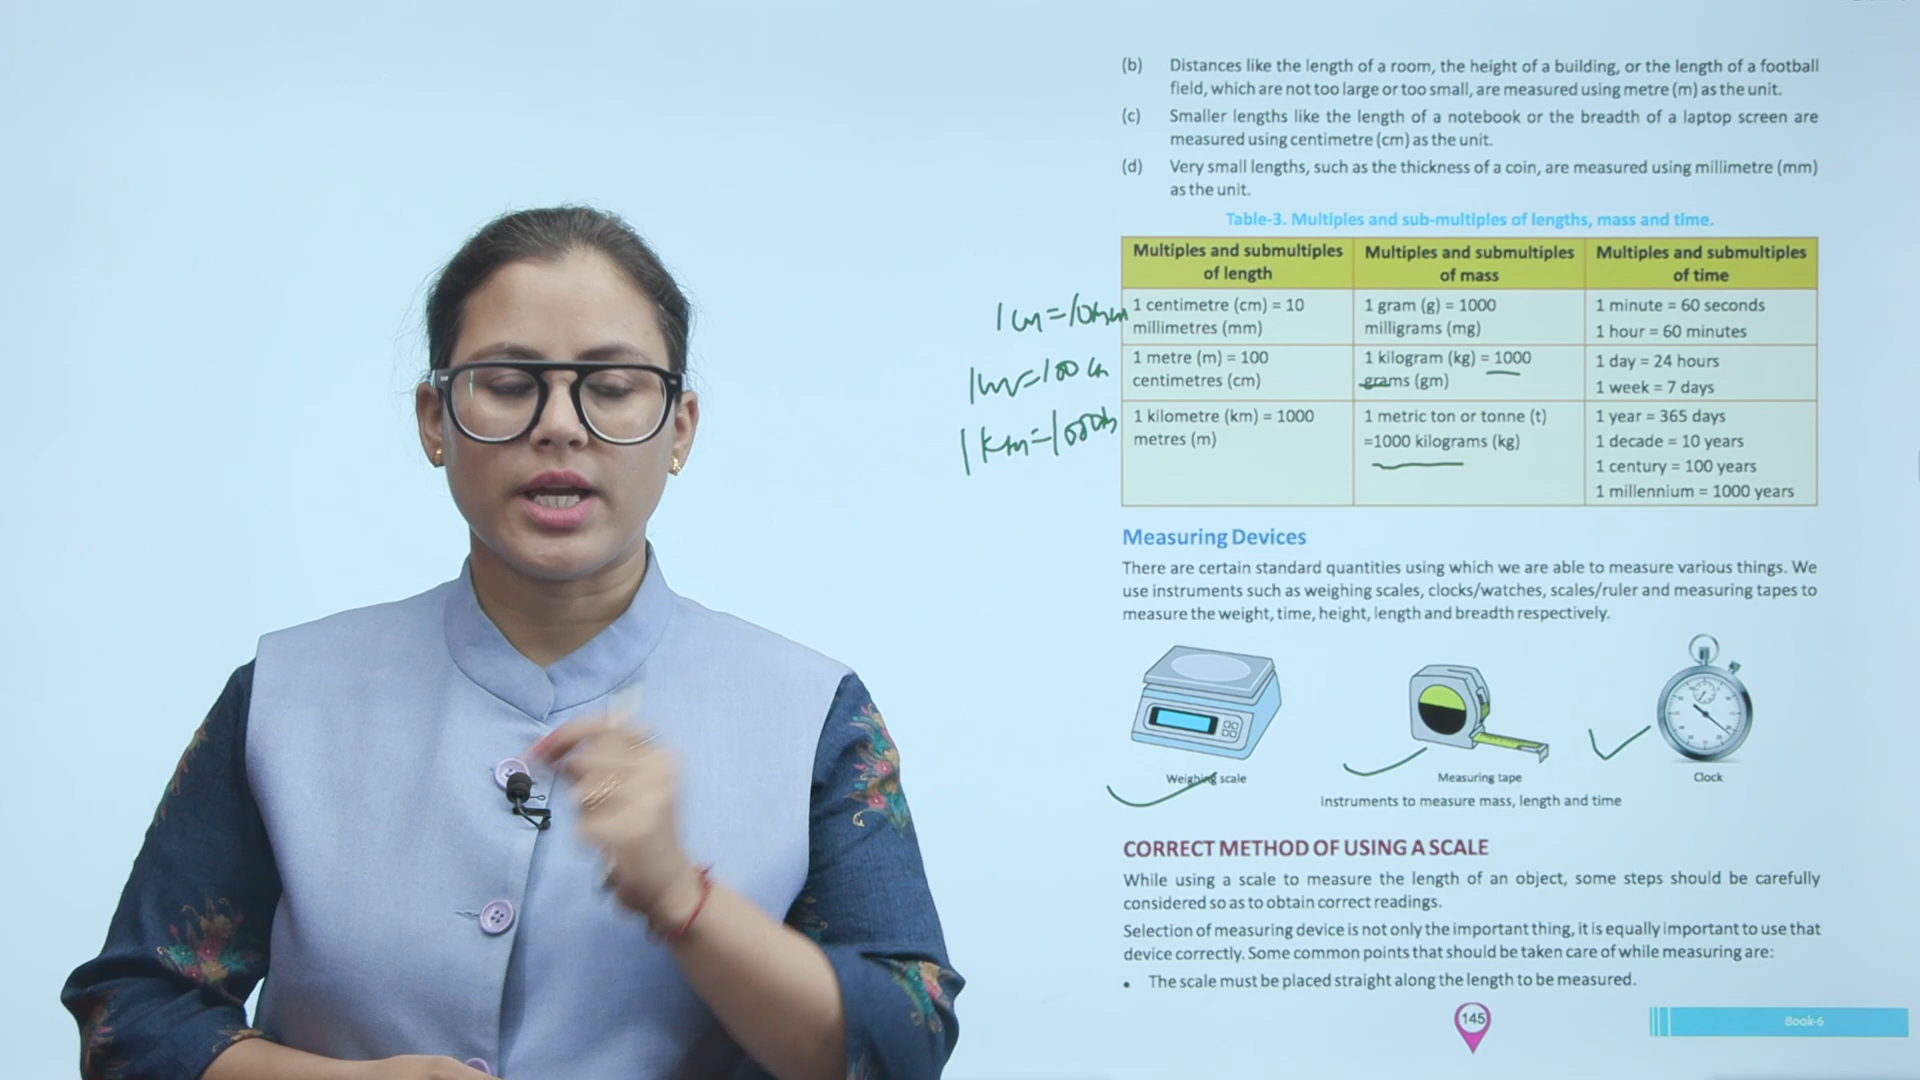 (b) Distances like the length of a room, the height of a building, or the length of a football
field, which are not too large or too small, are measured using metre (m) as the unit.
(c) Smaller lengths like the length of a notebook or the breadth of a laptop screen are
measured using centimetre (cm) as the unit.
(d) Very small lengths, such as the thickness of a coin, are measured using millimetre (mm)
as the unit.
Table-3. Multiples and sub-multiples of lengths, mass and time.
Multiples and submultiples
of length
Multiples and submultiples
of mass
Multiples and submultiples
of time
1 cm = 10 mm
1 centimetre (cm) = 10
millimetres (mm)
1 gram (g) = 1000
milligrams (mg)
1 minute = 60 seconds
1 hour = 60 minutes
1m = 100 cm
1 metre (m) = 100
centimetres (cm)
1 kilogram (kg) = 1000
grams (gm)
1 day = 24 hours
1 week = 7 days
1 km = 1000m
1 kilometre (km) = 1000
metres (m)
1 metric ton or tonne (t)
=1000 kilograms (kg)
1 year = 365 days
1 decade = 10 years
1 century = 100 years
1 millennium = 1000 years
Measuring Devices
There are certain standard quantities using which we are able to measure various things. We
use instruments such as weighing scales, clocks/watches, scales/ruler and measuring tapes to
measure the weight, time, height, length and breadth respectively.
Weighing scale
Measuring tape
Clock
Instruments to measure mass, length and time
CORRECT METHOD OF USING A SCALE
While using a scale to measure the length of an object, some steps should be carefully
considered so as to obtain correct readings.
Selection of measuring device is not only the important thing, it is equally important to use that
device correctly. Some common points that should be taken care of while measuring are:
• The scale must be placed straight along the length to be measured.
145
Book-6